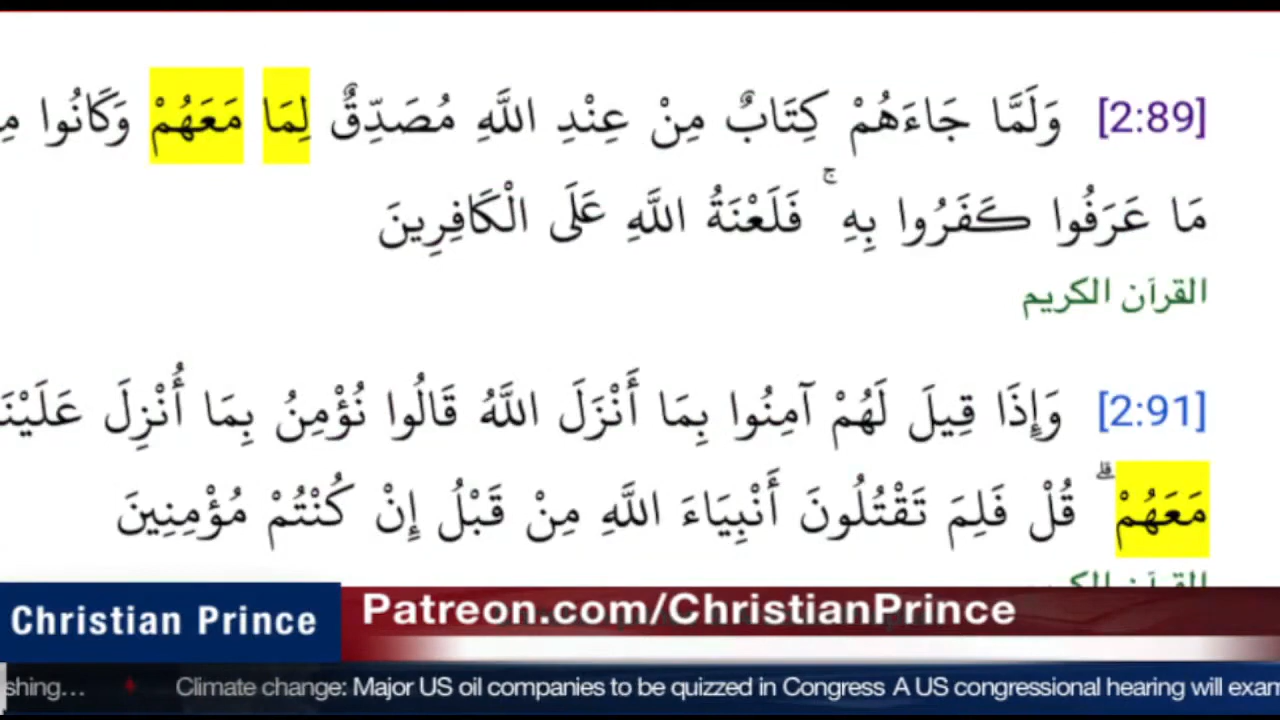 [2:89] وَلَمَّا جَاءَهُمْ كِتَابٌ مِنْ عِنْدِ اللَّهِ مُصَدِّقٌ لِمَا مَعَهُمْ وَكَانُوا
مَا عَرَفُوا كَفَرُوا بِهِ ۚ فَلَعْنَةُ اللَّهِ عَلَى الْكَافِرِينَ
القرآن الكريم
[2:91] وَإِذَا قِيلَ لَهُمْ آمِنُوا بِمَا أَنْزَلَ اللَّهُ قَالُوا نُؤْمِنُ بِمَا أُنْزِلَ عَلَيْنَا
مَعَهُمْ ۗ قُلْ فَلِمَ تَقْتُلُونَ أَنْبِيَاءَ اللَّهِ مِنْ قَبْلُ إِنْ كُنْتُمْ مُؤْمِنِينَ
Christian Prince
Patreon.com/ChristianPrince
shing... Climate change: Major US oil companies to be quizzed in Congress A US congressional hearing will exam